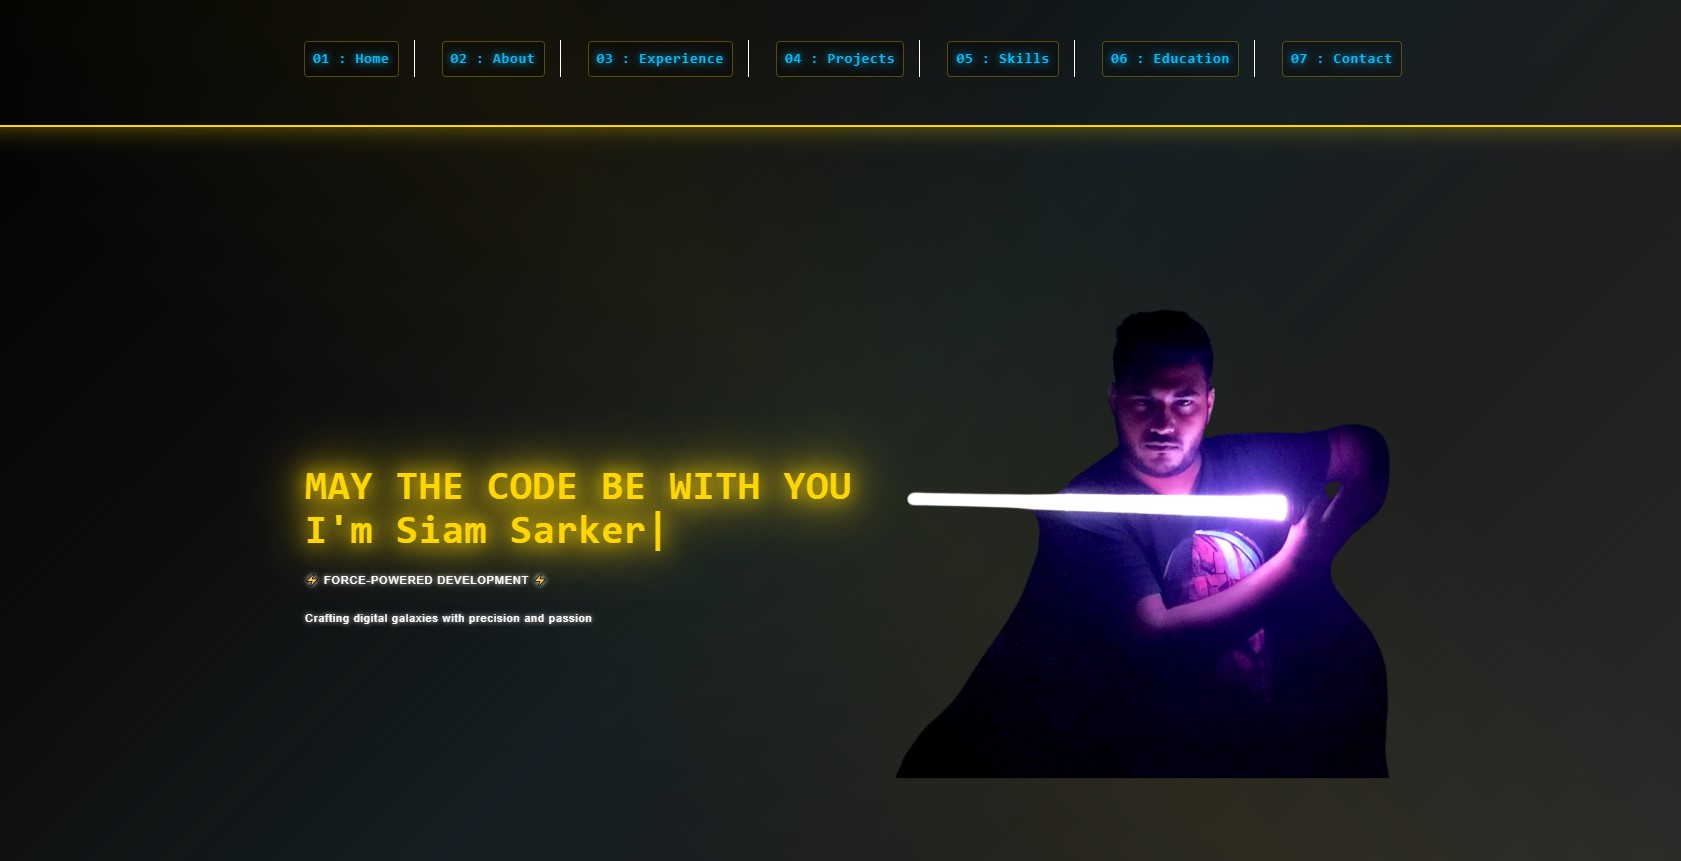 01 : Home 02 : About 03 : Experience 04 : Projects 05 : Skills 06 : Education 07 : Contact
MAY THE CODE BE WITH YOU
I'm Siam Sarker|
⚡ FORCE-POWERED DEVELOPMENT ⚡
Crafting digital galaxies with precision and passion